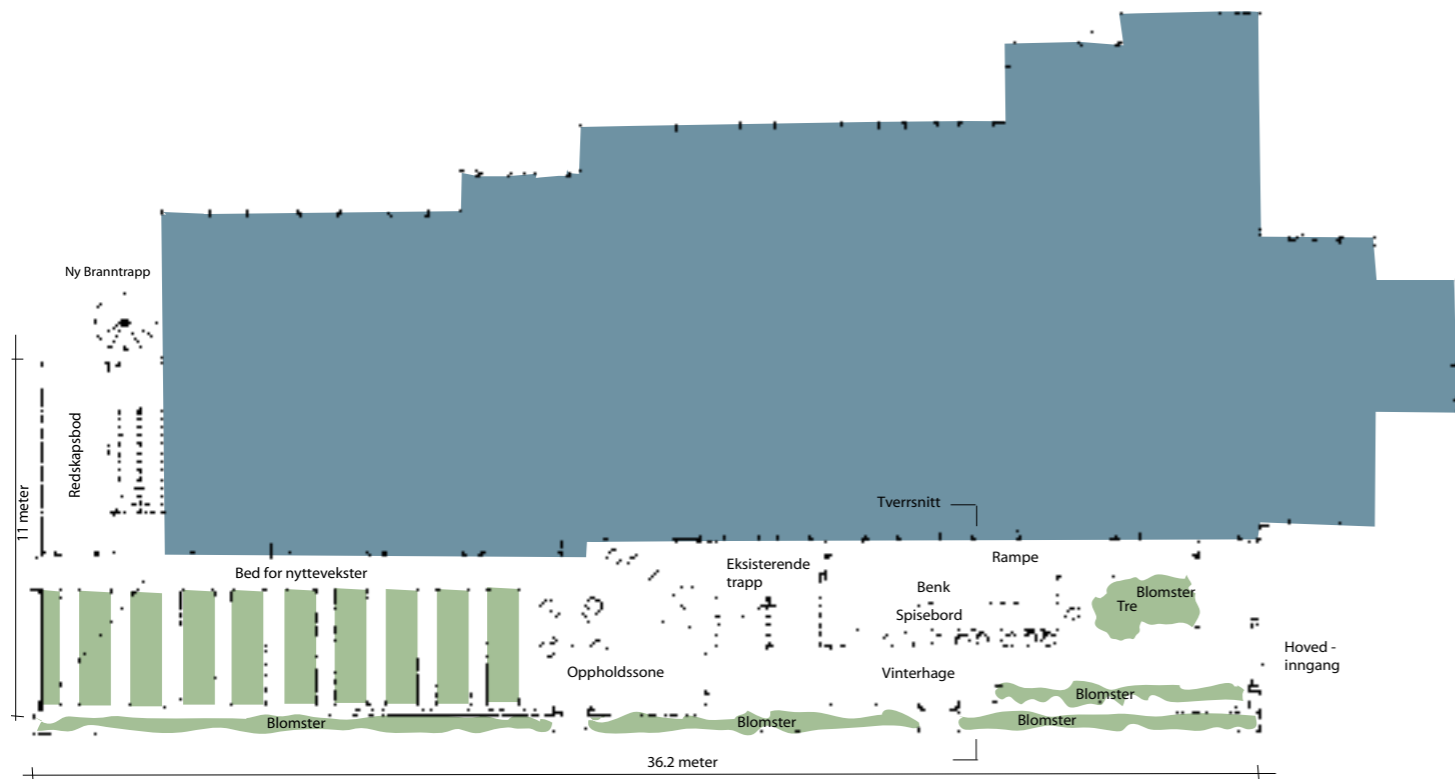 Ny Branntrapp
Redskapsbod
11 meter
Tverrsnitt
Bed for nyttevekster
Eksisterende
trapp
Rampe
Benk
Spisebord
Blomster
Tre
Hoved -
inngang
Oppholdssone
Vinterhage
Blomster
Blomster
Blomster
Blomster
36.2 meter